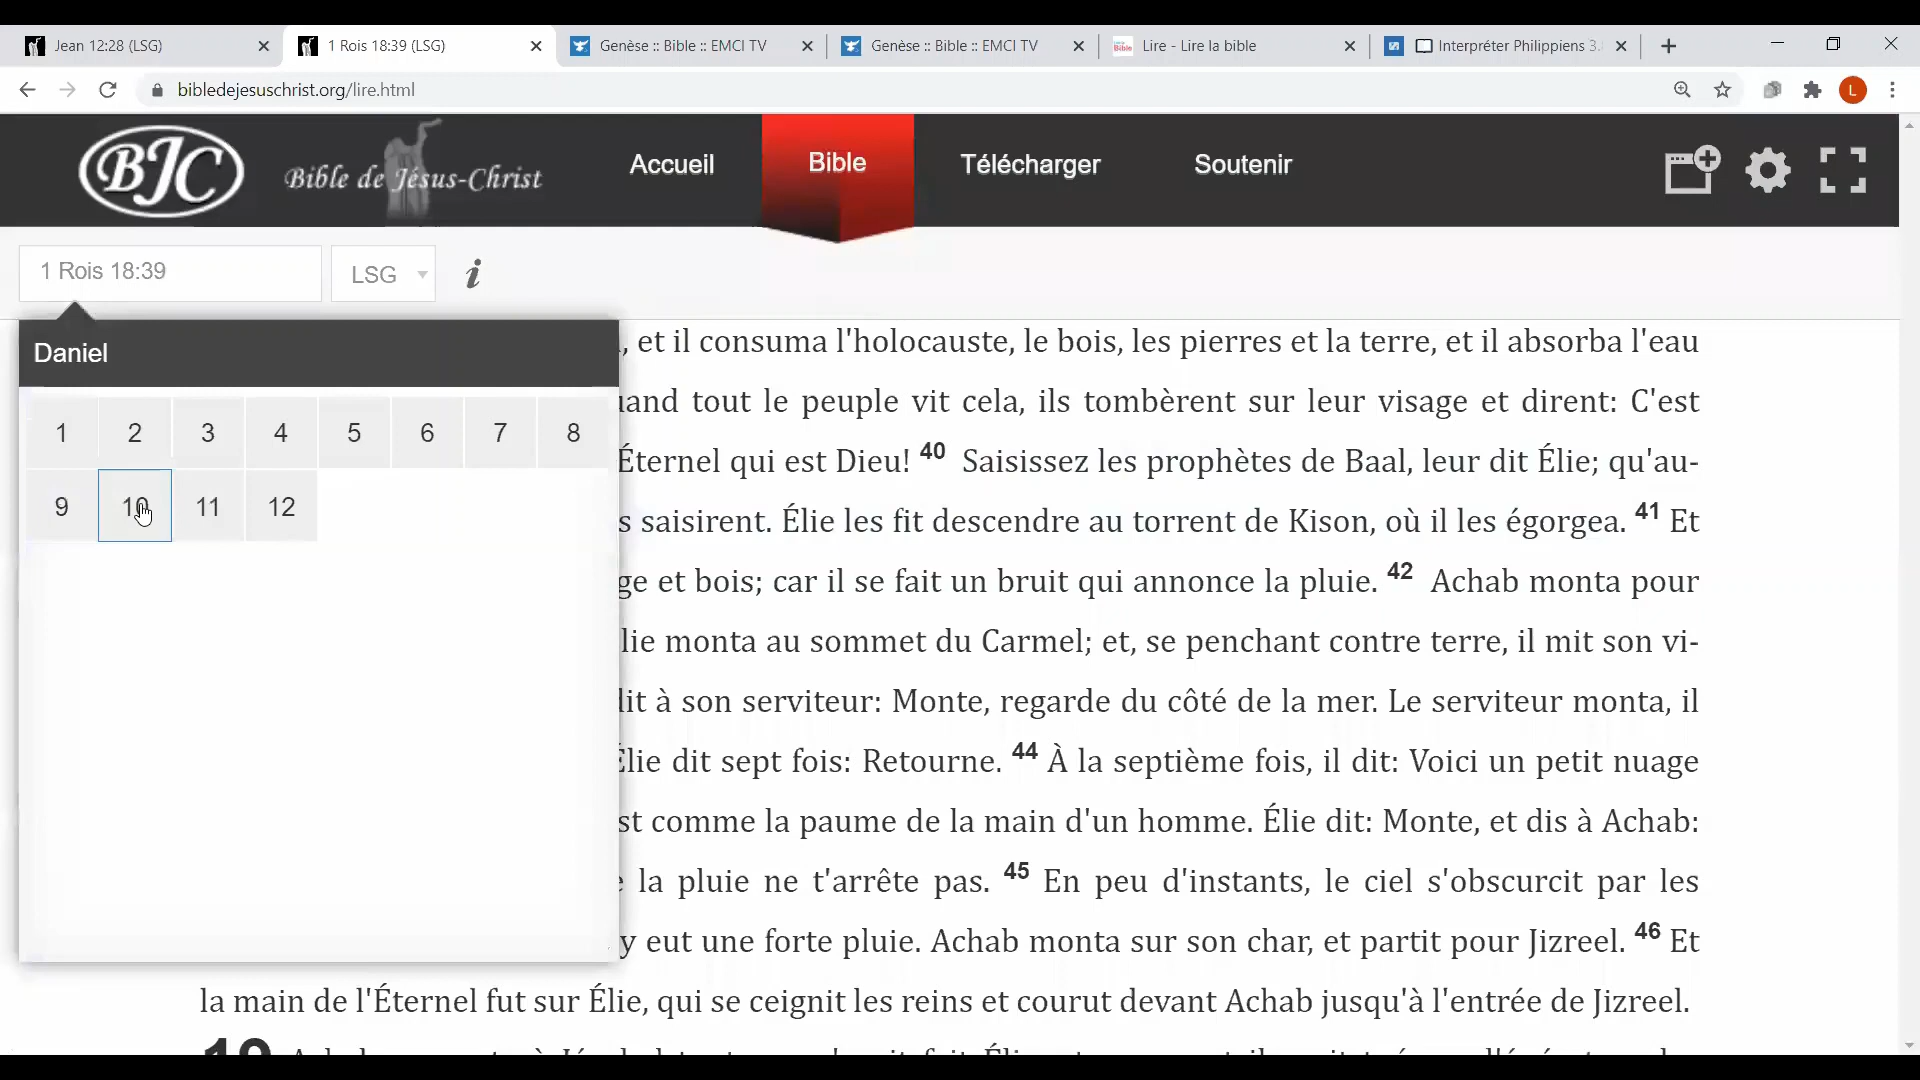 Jean 12:28 (LSG)
1 Rois 18:39 (LSG)
Genèse :: Bible :: EMCI TV
Genèse :: Bible :: EMCI TV
Lire - Lire la bible
Interpréter Philippiens 3.
bibledejesuschrist.org/lire.html
L
BJC
Bible de Jésus-Christ
Accueil
Bible
Télécharger
Soutenir
1 Rois 18:39
LSG
i
Daniel
1 2 3 4 5 6 7 8
9 10 11 12
, et il consuma l'holocauste, le bois, les pierres et la terre, et il absorba l'eau
tout le peuple vit cela, ils tombèrent sur leur visage et dirent: C'est
Éternel qui est Dieu! 40 Saisissez les prophètes de Baal, leur dit Élie; qu'au-
s saisirent. Élie les fit descendre au torrent de Kison, où il les égorgea. 41 Et
ge et bois; car il se fait un bruit qui annonce la pluie. 42 Achab monta pour
lie monta au sommet du Carmel; et, se penchant contre terre, il mit son vi-
dit à son serviteur: Monte, regarde du côté de la mer. Le serviteur monta, il
Élie dit sept fois: Retourne. 44 À la septième fois, il dit: Voici un petit nuage
st comme la paume de la main d'un homme. Élie dit: Monte, et dis à Achab:
la pluie ne t'arrête pas. 45 En peu d'instants, le ciel s'obscurcit par les
y eut une forte pluie. Achab monta sur son char, et partit pour Jizreel. 46 Et
la main de l'Éternel fut sur Élie, qui se ceignit les reins et courut devant Achab jusqu'à l'entrée de Jizreel.